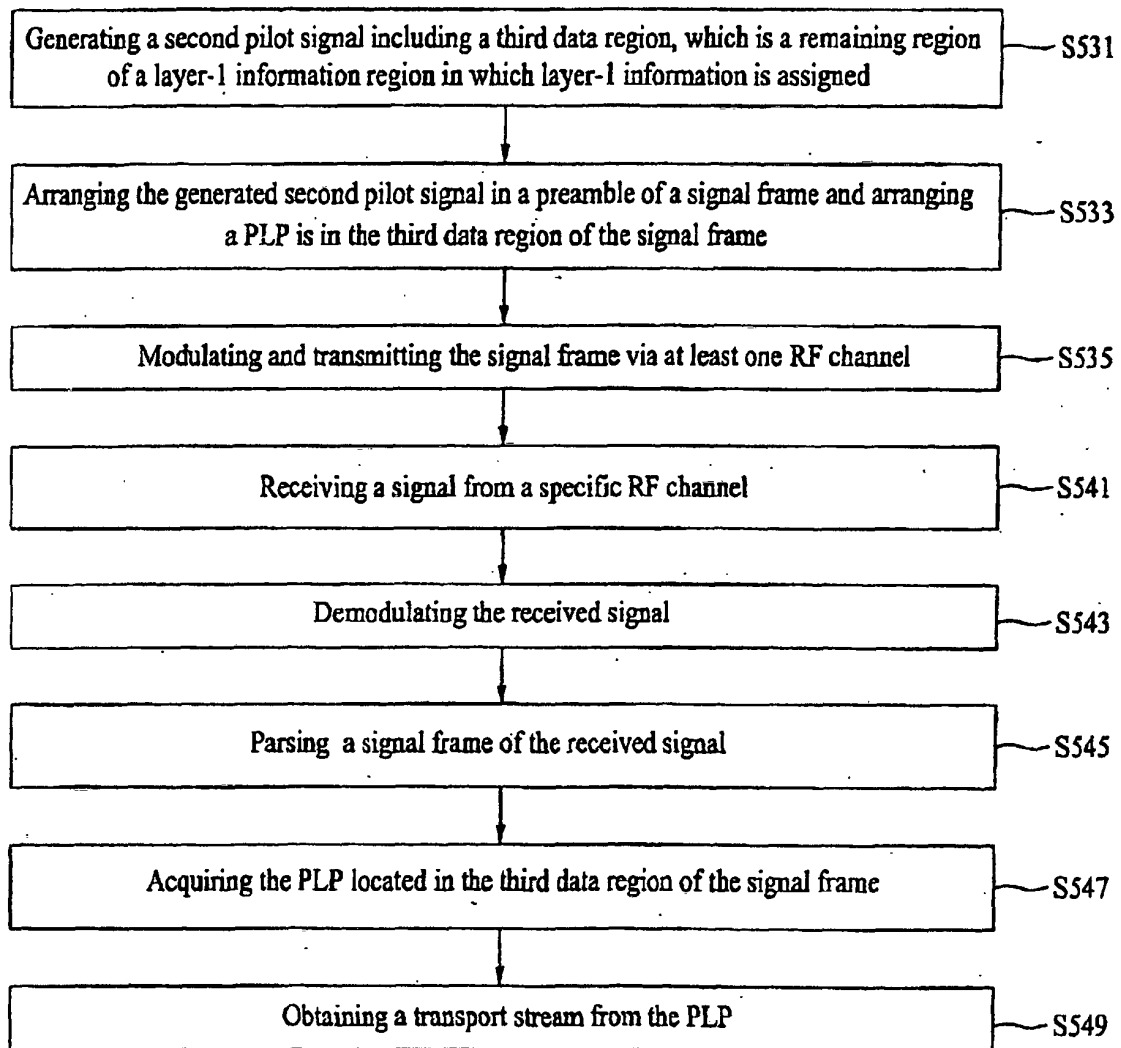 Generating a second pilot signal including a third data region, which is a remaining region
of a layer-1 information region in which layer-1 information is assigned
S531
Arranging the generated second pilot signal in a preamble of a signal frame and arranging
a PLP is in the third data region of the signal frame
S533
Modulating and transmitting the signal frame via at least one RF channel
S535
Receiving a signal from a specific RF channel
S541
Demodulating the received signal
S543
Parsing a signal frame of the received signal
S545
Acquiring the PLP located in the third data region of the signal frame
S547
Obtaining a transport stream from the PLP
S549